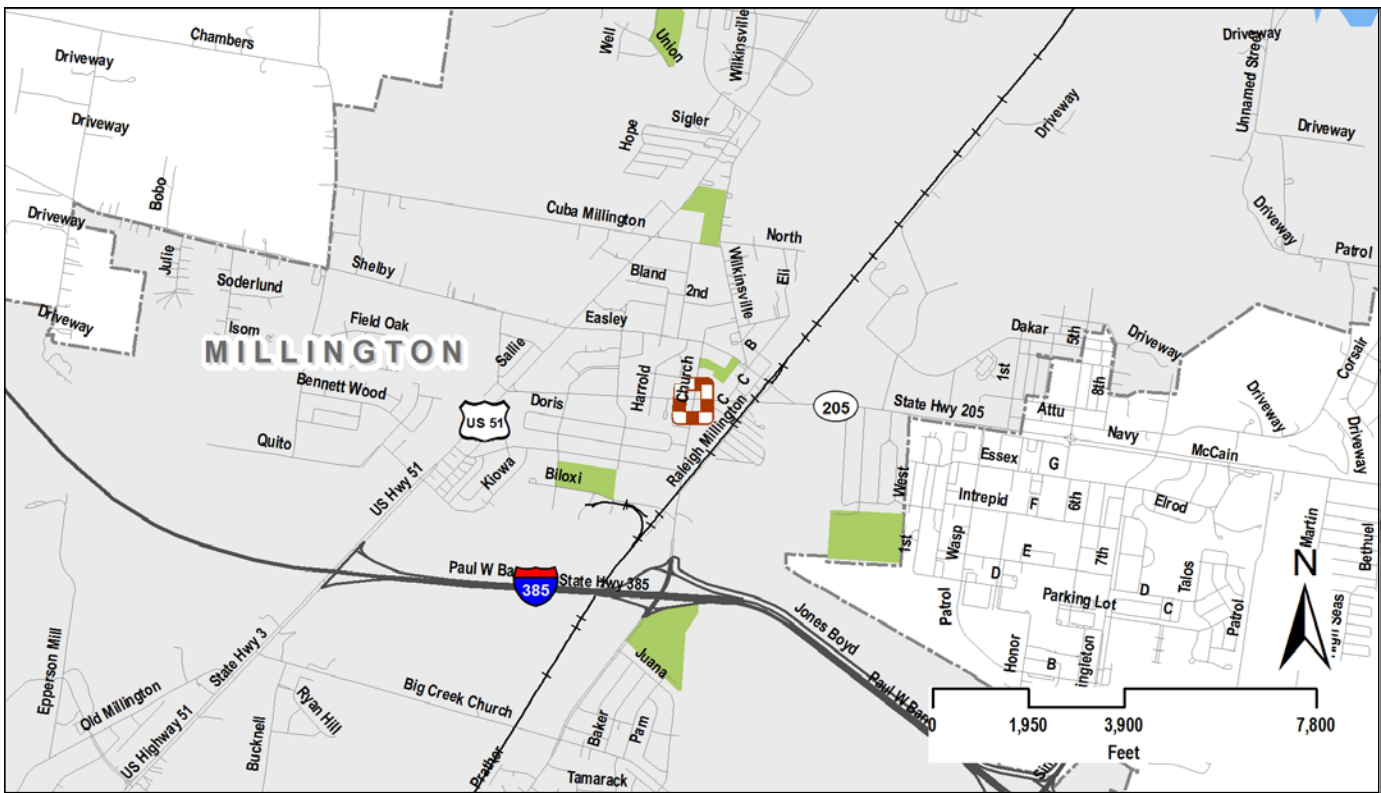 Chambers
Well
Union
Wilkinsville
Driveway
Unnamed Street
Driveway
Driveway
Driveway
Sigler
Hope
Driveway
Driveway
Bobo
Driveway
Cuba Millington
North
Driveway
Patrol
Julie
Shelby
Soderlund
Bland
2nd
Wilkinsville
Eli
Driveway
Isom
Field Oak
Easley
Dakar
5th
Driveway
MILLINGTON
Sallie
B
Corsair
Bennett Wood
Harrold
Church
C
C
1st
8th
Doris
205
State Hwy 205
Attu
Driveway
US 51
Navy
Driveway
Quito
Raleigh Millington
McCain
Essex
G
US Hwy 51
Kiowa
Biloxi
West
Intrepid
F
6th
Elrod
Martin
Bethuel
1st
Wasp
E
7th
N
Paul W Ba
385
State Hwy 385
D
D
Talos
Patrol
Parking Lot
C
Patrol
Jones Boyd
Epperson Mill
State Hwy 3
Juana
Honor
B
ingleton
High Seas
Old Millington
Big Creek Church
Paul W Bar
US Highway 51
Ryan Hill
Bucknell
Baker
Pam
0
1,950
3,900
7,800
Feet
Prather
Tamarack